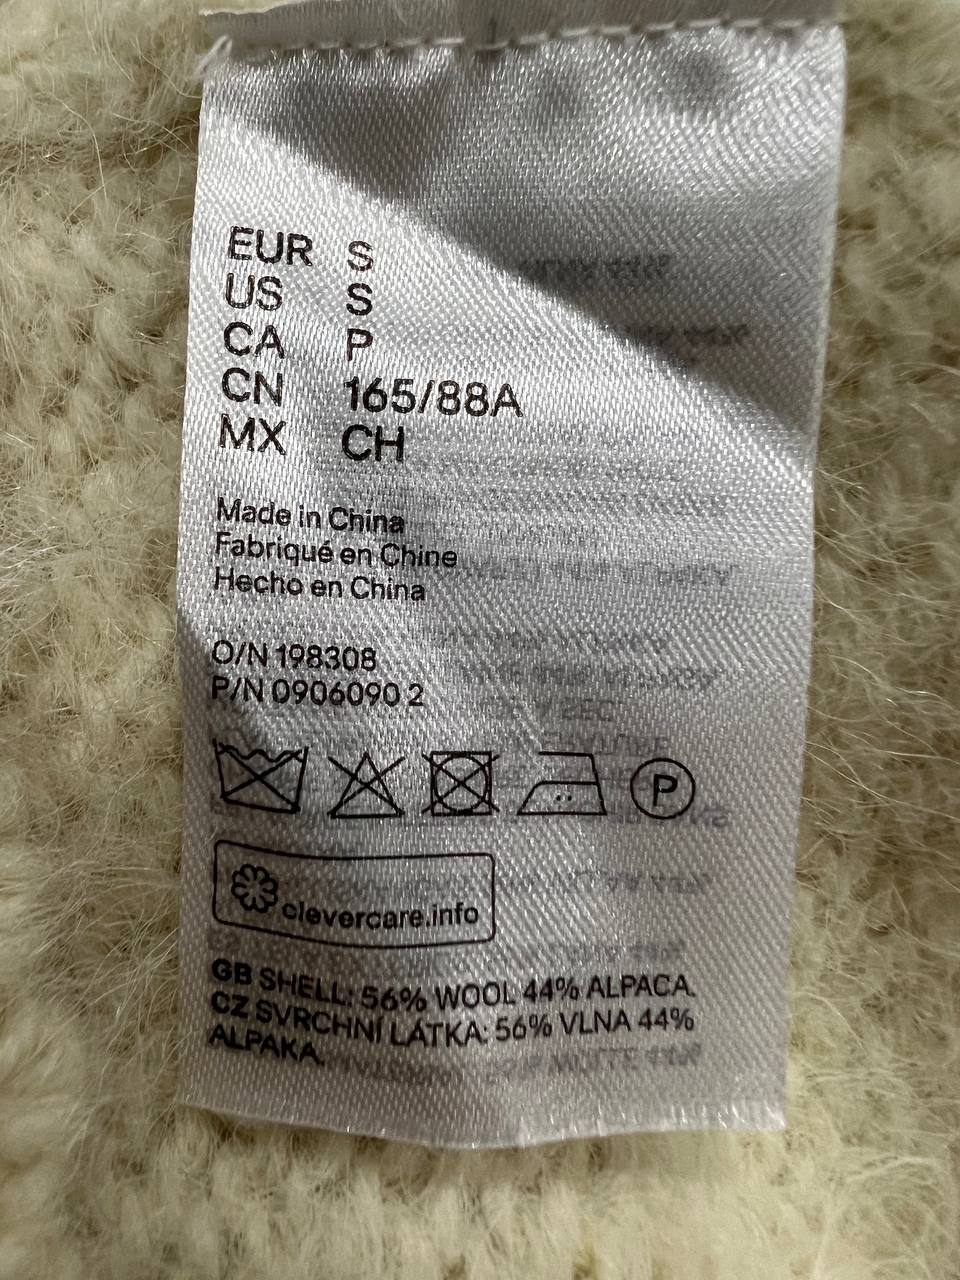 EUR S
US S
CA P
CN 165/88A
MX CH
Made in China
Fabriqué en Chine
Hecho en China
O/N 198308
P/N 0906090 2
P
clevercare.info
GB SHELL: 56% WOOL 44% ALPACA.
CZ SVRCHNÍ LÁTKA: 56% VLNA 44%
ALPAKA.